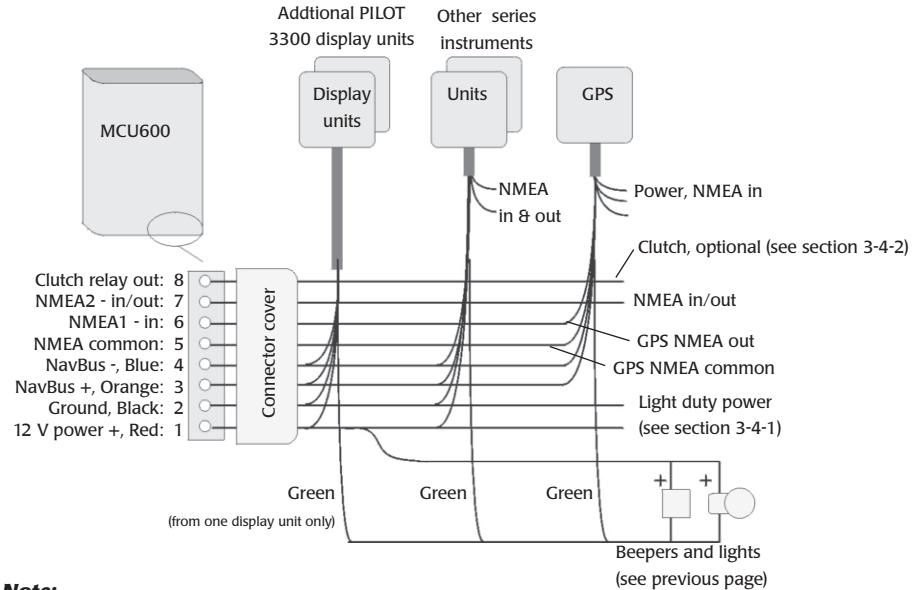 Addtional PILOT
3300 display units
Other series
instruments
MCU600
Display
units
Units
GPS
NMEA
in & out
Power, NMEA in
Clutch, optional (see section 3-4-2)
Clutch relay out: 8
NMEA2 - in/out: 7
NMEA1 - in: 6
NMEA common: 5
NavBus -, Blue: 4
NavBus +, Orange: 3
Ground, Black: 2
12 V power +, Red: 1
Connector cover
NMEA in/out
GPS NMEA out
GPS NMEA common
Light duty power
(see section 3-4-1)
Green
(from one display unit only)
Green
Green
+
+
Beepers and lights
(see previous page)
Note: